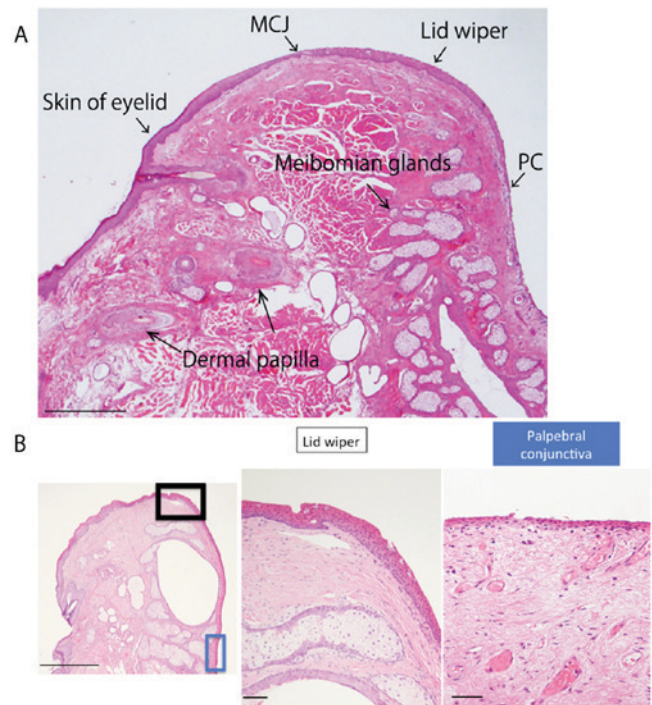 A
MCJ
Lid wiper
Skin of eyelid
Meibomian glands
PC
Dermal papilla
B
Lid wiper
Palpebral
conjunctiva